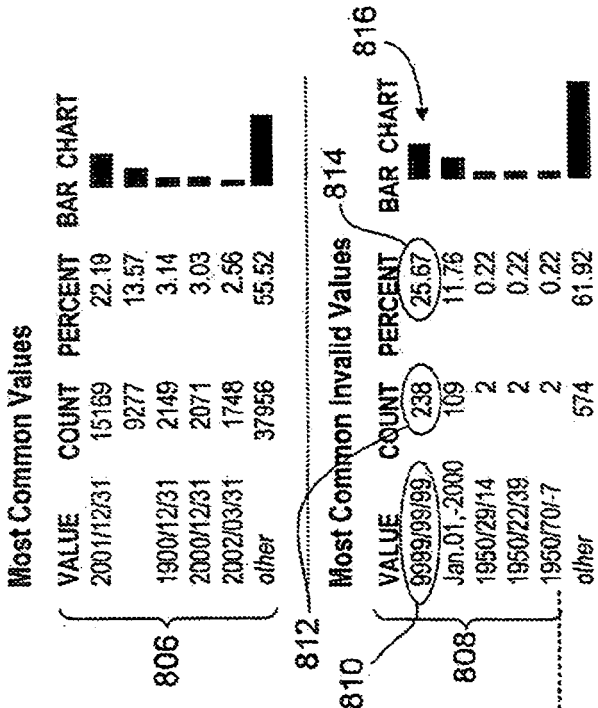 Most Common Values
VALUE COUNT PERCENT BAR CHART
2001/12/31 15169 22.19
9277 13.57
1900/12/31 2149 3.14
2000/12/31 2071 3.03
2002/03/31 1748 2.56
other 37956 55.52
806
Most Common Invalid Values
VALUE COUNT PERCENT BAR CHART
9999/99/99 238 25.67
Jan.01,-2000 109 11.76
1950/29/14 2 0.22
1950/22/39 2 0.22
1950/70/-7 2 0.22
other 574 61.92
808
810
812
814
816